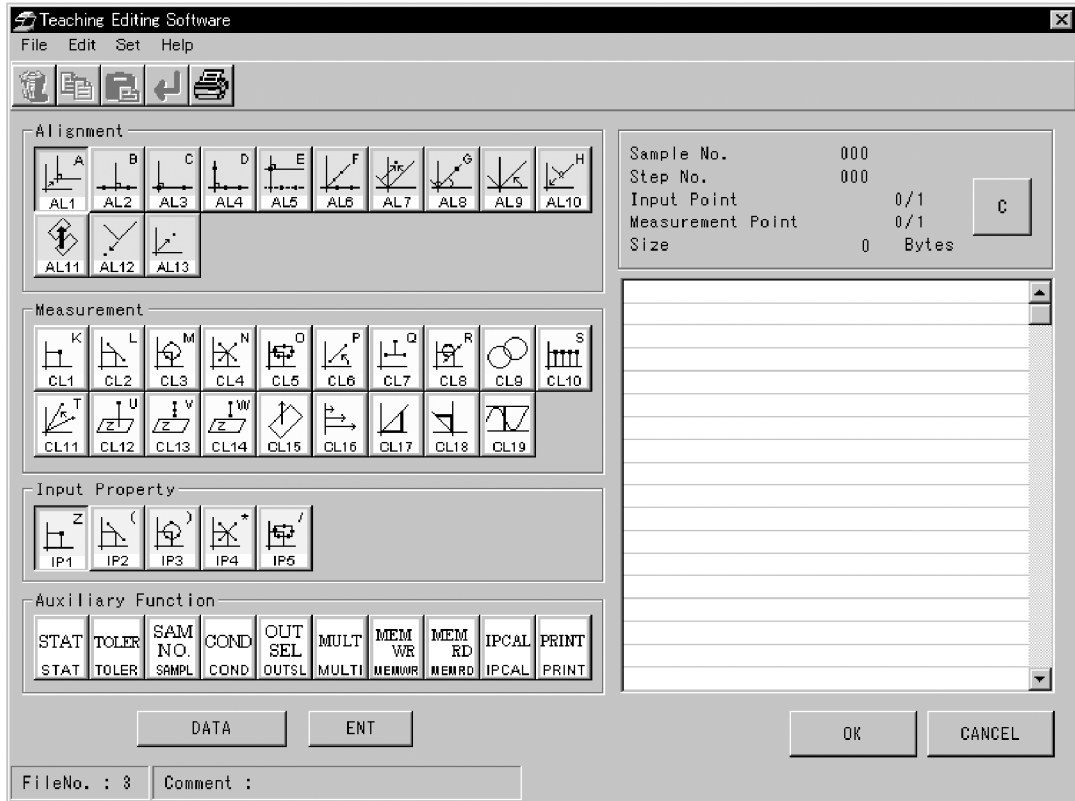 Teaching Editing Software
File Edit Set Help
Alignment
A B C D E F G H
AL1 AL2 AL3 AL4 AL5 AL6 AL7 AL8 AL9 AL10
AL11 AL12 AL13
Sample No. 000
Step No. 000
Input Point 0/1
Measurement Point 0/1
Size 0 Bytes
C
Measurement
K L M N O P Q R S
CL1 CL2 CL3 CL4 CL5 CL6 CL7 CL8 CL9 CL10
T U V W
Z Z Z
CL11 CL12 CL13 CL14 CL15 CL16 CL17 CL18 CL19
Input Property
Z ( ) * /
IP1 IP2 IP3 IP4 IP5
Auxiliary Function
STAT TOLER SAM NO. COND OUT SEL MULT MEM WR MEM RD IPCAL PRINT
STAT TOLER SAMPL COND OUTSL MULTI MEMWR MEMRD IPCAL PRINT
DATA ENT
OK CANCEL
FileNo. : 3 Comment :